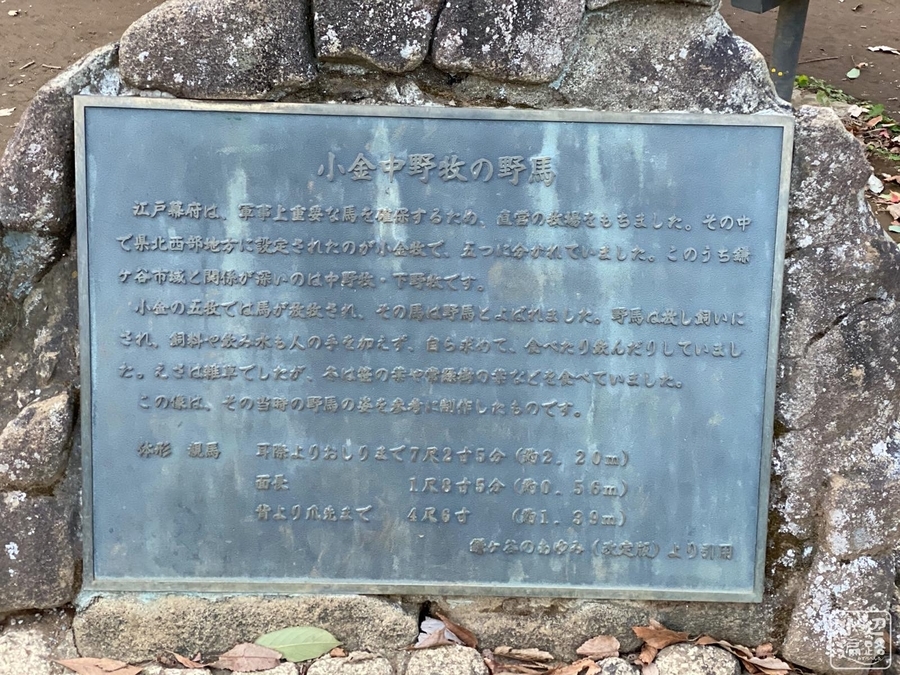 小金中野牧の野馬
江戸幕府は、軍事上重要な馬を確保するため、直営の牧場をもちました。その中
で県北西部地方に設定されたのが小金牧で、五つに分かれていました。このうち鎌
ケ谷市域と関係が深いのは中野牧・下野牧です。
小金の五牧では馬が放牧され、その馬は野馬とよばれました。野馬は放し飼いに
され、飼料や飲み水も人の手を加えず、自ら求めて、食べたり飲んだりしていまし
た。えさは雑草でしたが、冬は笹の葉や常緑樹の葉などを食べていました。
この像は、その当時の野馬の姿を参考に制作したものです。
体形 親馬 耳際よりおしりまで7尺2寸5分（約2．20m）
面長 1尺8寸5分（約0．56m）
背より爪先まで 4尺6寸 （約1．39m）
鎌ケ谷のあゆみ（改定版）より引用